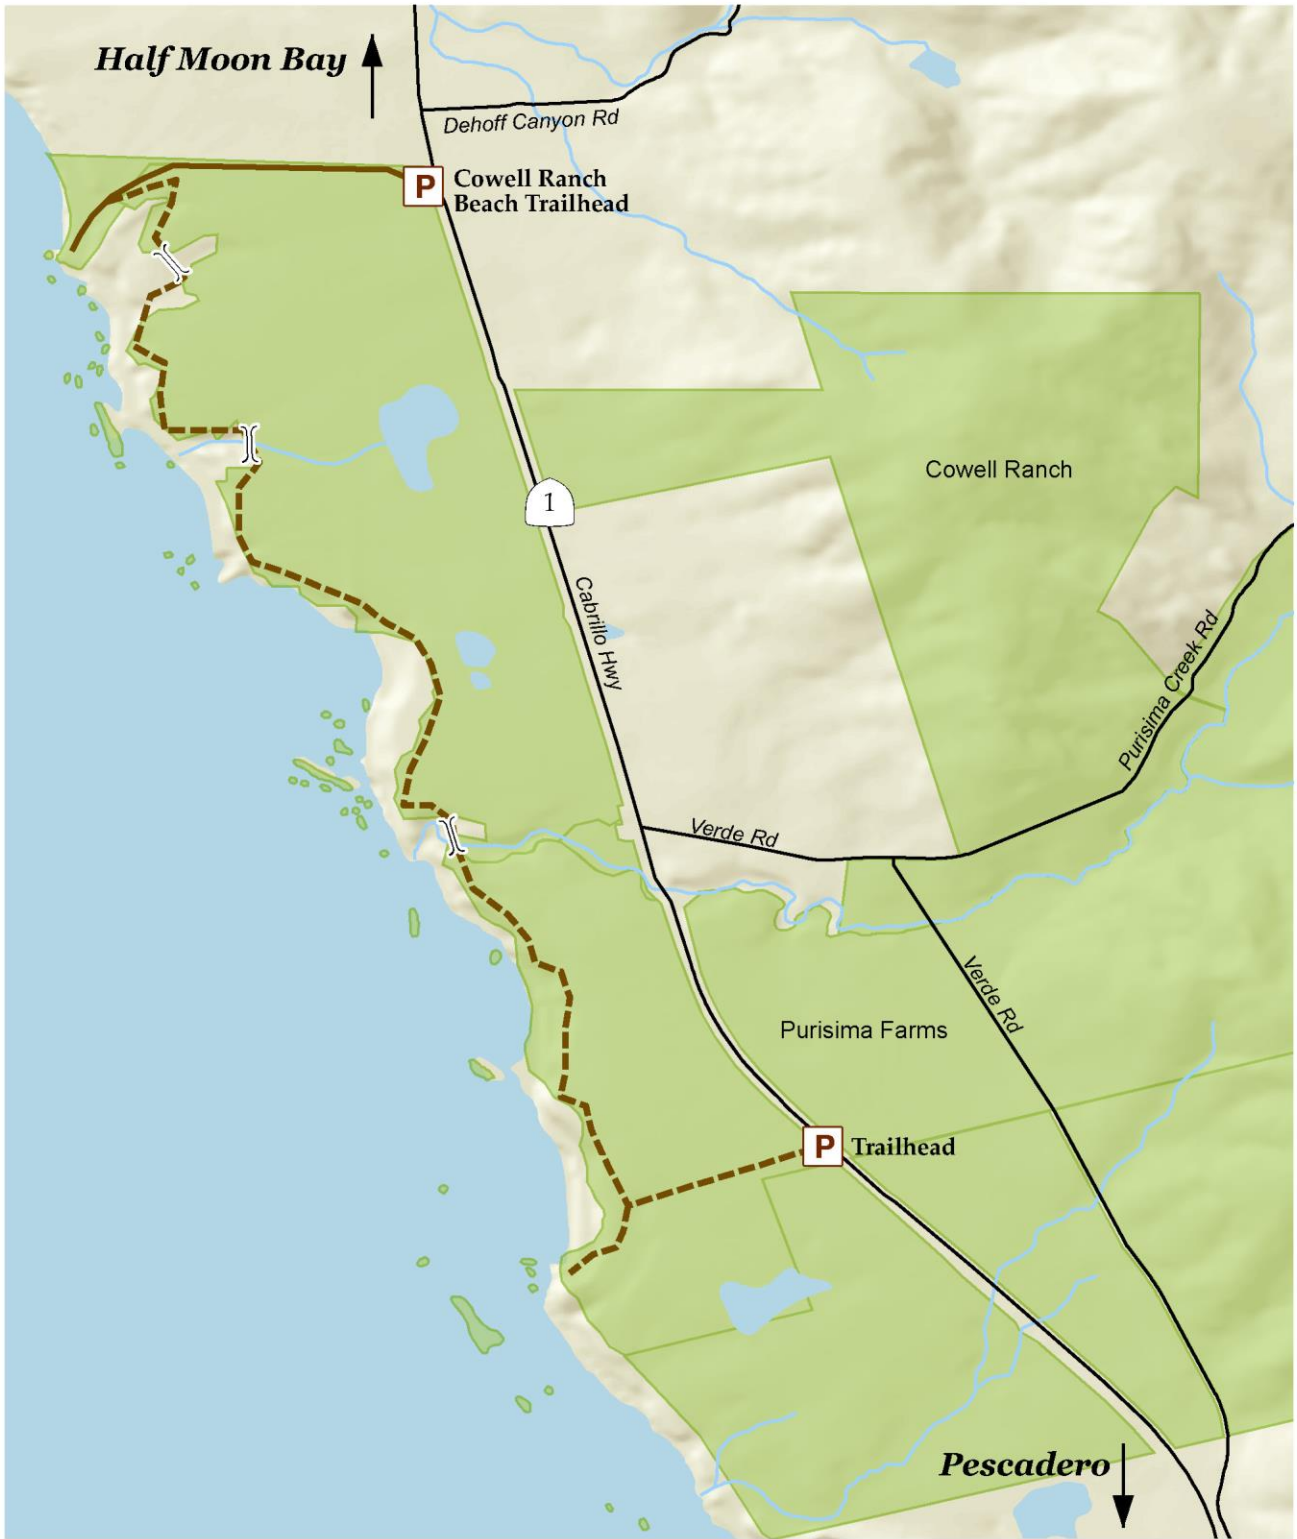 Half Moon Bay
Dehoff Canyon Rd
P
Cowell Ranch
Beach Trailhead
Cowell Ranch
1
Cabrillo Hwy
Purisima Creek Rd
Verde Rd
Verde Rd
Purisima Farms
P
Trailhead
Pescadero